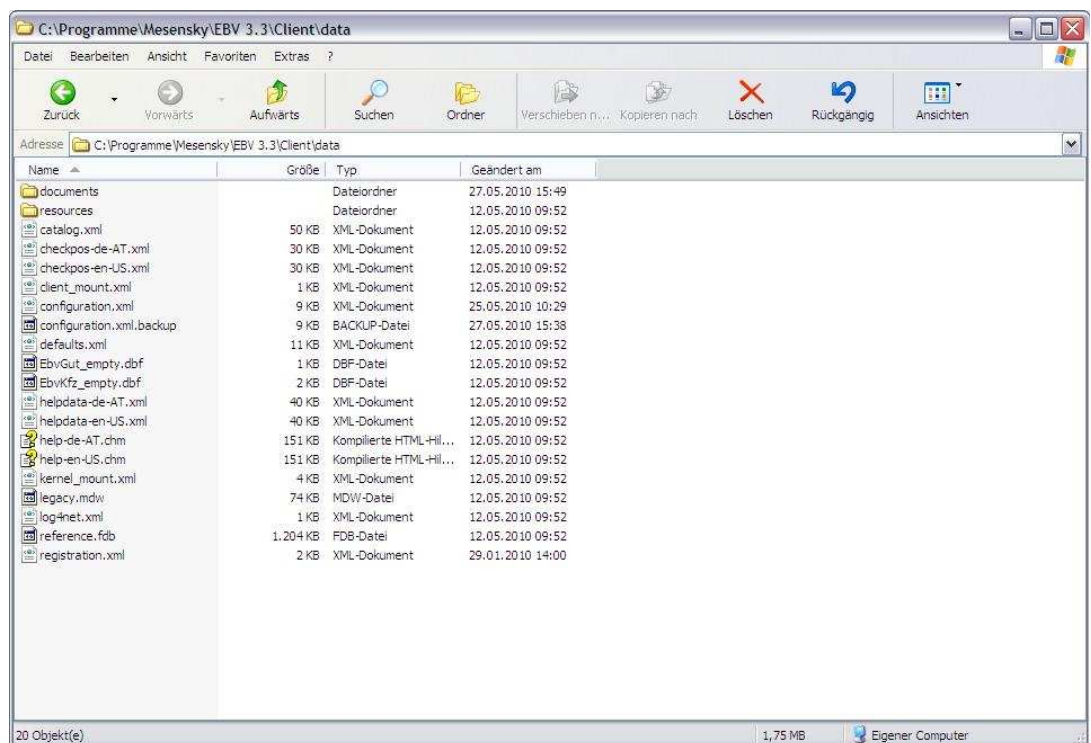 C:\Programme\Mesensky\EBV 3.3\Client\data
Datei Bearbeiten Ansicht Favoriten Extras ?
Zurück Vorwärts Aufwärts Suchen Ordner Verschieben n... Kopieren nach Löschen Rückgängig Ansichten
Adresse C:\Programme\Mesensky\EBV 3.3\Client\data
Name Größe Typ Geändert am
documents Dateiordner 27.05.2010 15:49
resources Dateiordner 12.05.2010 09:52
catalog.xml 50 KB XML-Dokument 12.05.2010 09:52
checkpos-de-AT.xml 30 KB XML-Dokument 12.05.2010 09:52
checkpos-en-US.xml 30 KB XML-Dokument 12.05.2010 09:52
client_mount.xml 1 KB XML-Dokument 12.05.2010 09:52
configuration.xml 9 KB XML-Dokument 25.05.2010 10:29
configuration.xml.backup 9 KB BACKUP-Datei 27.05.2010 15:38
defaults.xml 11 KB XML-Dokument 12.05.2010 09:52
EbvGut_empty.dbf 1 KB DBF-Datei 12.05.2010 09:52
EbvKfz_empty.dbf 2 KB DBF-Datei 12.05.2010 09:52
helpdata-de-AT.xml 40 KB XML-Dokument 12.05.2010 09:52
helpdata-en-US.xml 40 KB XML-Dokument 12.05.2010 09:52
help-de-AT.chm 151 KB Kompilierte HTML-Hil... 12.05.2010 09:52
help-en-US.chm 151 KB Kompilierte HTML-Hil... 12.05.2010 09:52
kernel_mount.xml 4 KB XML-Dokument 12.05.2010 09:52
legacy.mdw 74 KB MDW-Datei 12.05.2010 09:52
log4net.xml 1 KB XML-Dokument 12.05.2010 09:52
reference.fdb 1.204 KB FDB-Datei 12.05.2010 09:52
registration.xml 2 KB XML-Dokument 29.01.2010 14:00
20 Objekt(e) 1,75 MB Eigener Computer